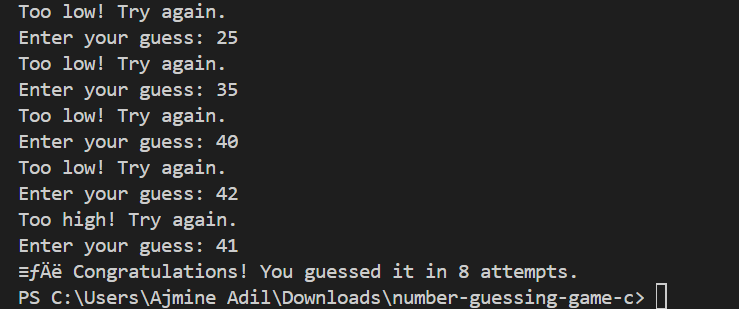 Too low! Try again.
Enter your guess: 25
Too low! Try again.
Enter your guess: 35
Too low! Try again.
Enter your guess: 40
Too low! Try again.
Enter your guess: 42
Too high! Try again.
Enter your guess: 41
≡ƒÄë Congratulations! You guessed it in 8 attempts.
PS C:\Users\Ajmine Adil\Downloads\number-guessing-game-c>